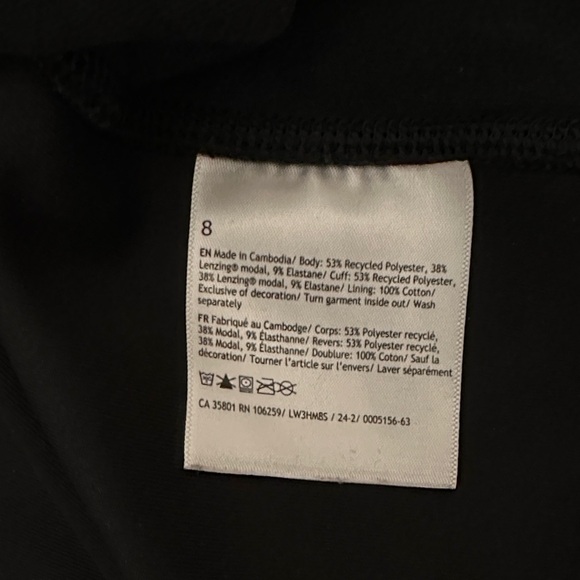 8
EN Made in Cambodia/ Body: 53% Recycled Polyester, 38%
Lenzing® modal, 9% Elastane/ Cuff: 53% Recycled Polyester,
38% Lenzing® modal, 9% Elastane/ Lining: 100% Cotton/
Exclusive of decoration/ Turn garment inside out/ Wash
separately
FR Fabriqué au Cambodge/ Corps: 53% Polyester recyclé,
38% Modal, 9% Élasthanne/ Revers: 53% Polyester recyclé,
38% Modal, 9% Élasthanne/ Doublure: 100% Coton/ Sauf la
décoration/ Tourner l'article sur l'envers/ Laver séparément
CA 35801 RN 106259/ LW3HMBS / 24-2/ 0005156-63